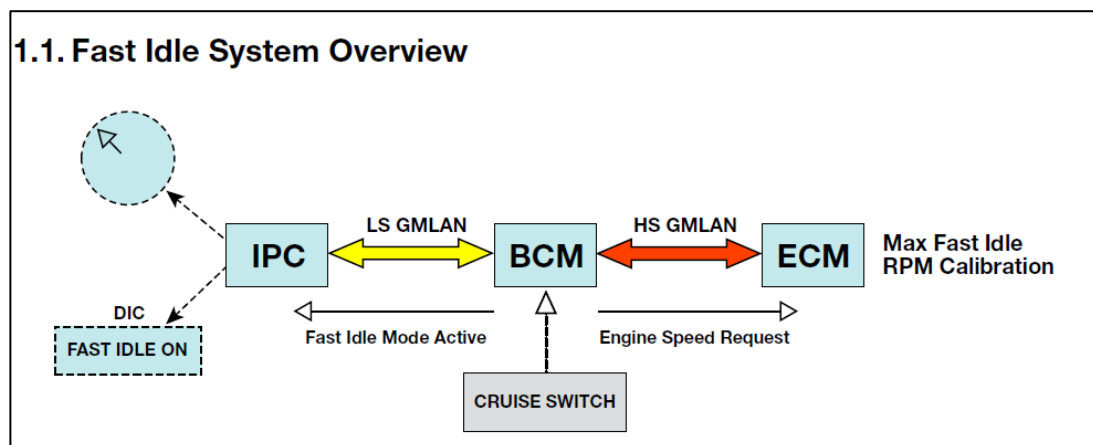 1.1. Fast Idle System Overview
LS GMLAN
HS GMLAN
IPC
BCM
ECM
Max Fast Idle
RPM Calibration
DIC
FAST IDLE ON
Fast Idle Mode Active
Engine Speed Request
CRUISE SWITCH